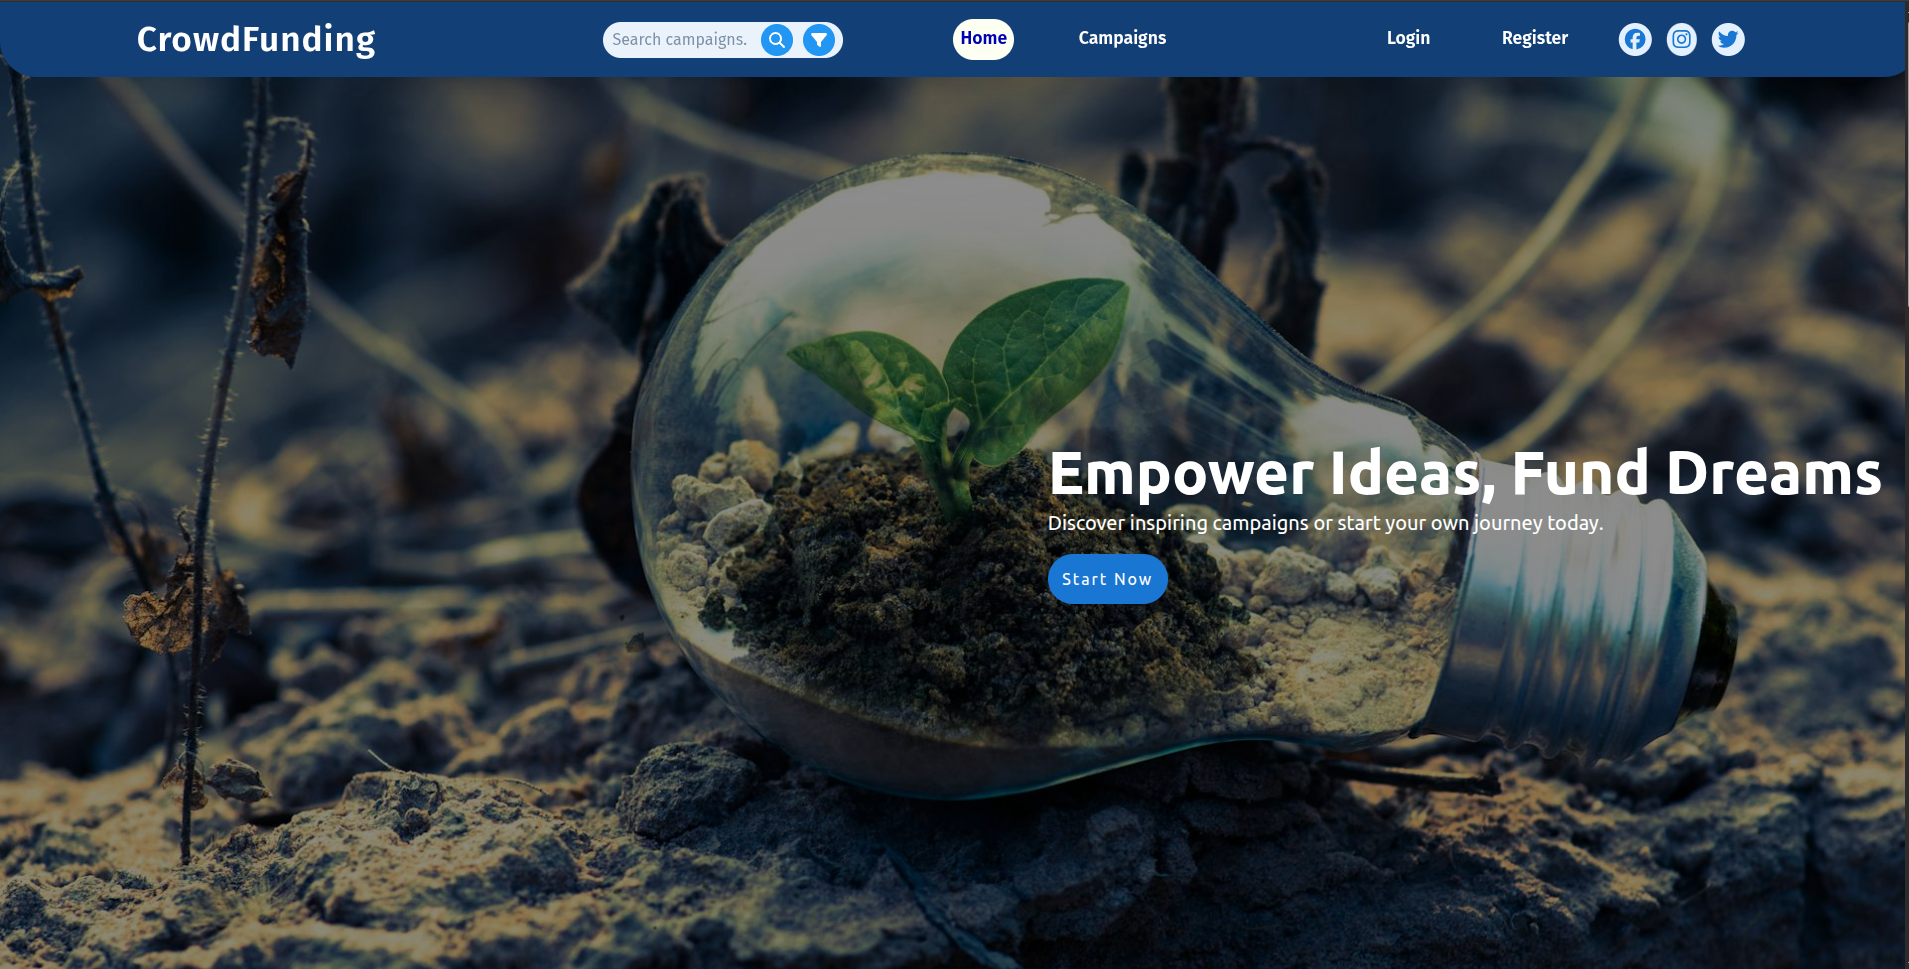 CrowdFunding
Search campaigns.
Home
Campaigns
Login
Register
Empower Ideas, Fund Dreams
Discover inspiring campaigns or start your own journey today.
Start Now